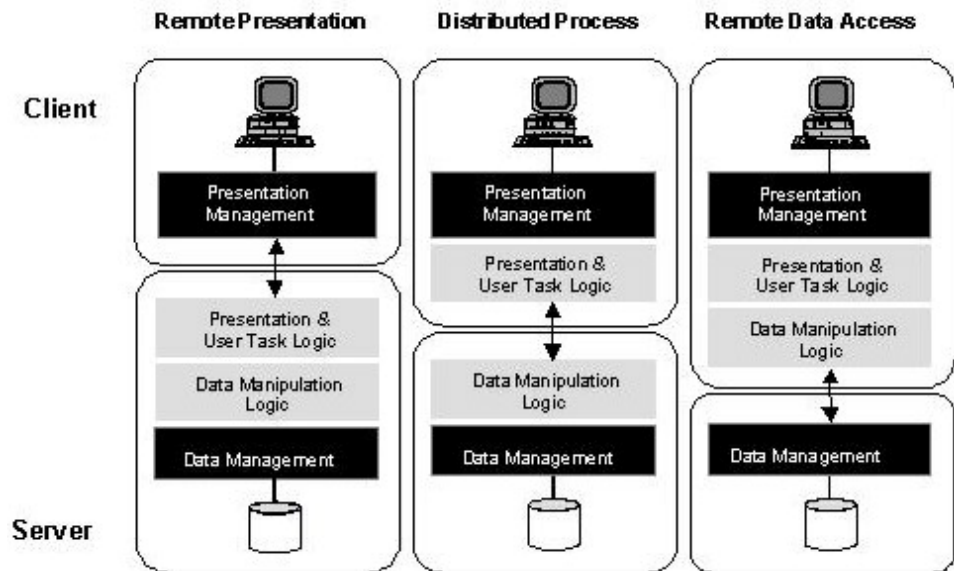 Remote Presentation
Distributed Process
Remote Data Access
Client
Presentation
Management
Presentation
Management
Presentation
Management
Presentation &
User Task Logic
Presentation &
User Task Logic
Presentation &
User Task Logic
Data Manipulation
Logic
Data Manipulation
Logic
Data Manipulation
Logic
Data Management
Data Management
Data Management
Server